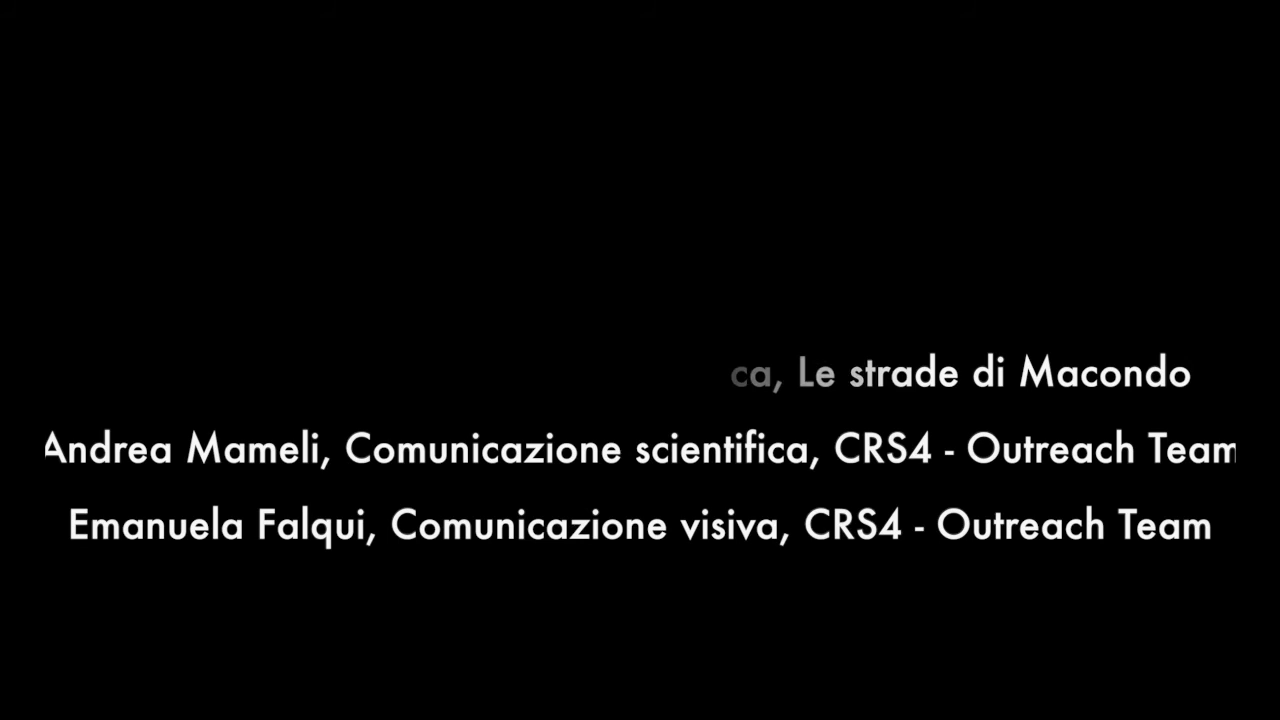 ca, Le strade di Macondo
Andrea Mameli, Comunicazione scientifica, CRS4 - Outreach Team
Emanuela Falqui, Comunicazione visiva, CRS4 - Outreach Team